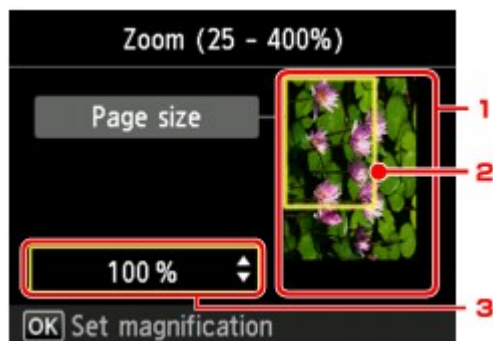 Zoom (25 - 400%)
Page size
1
2
100 %
3
OK Set magnification